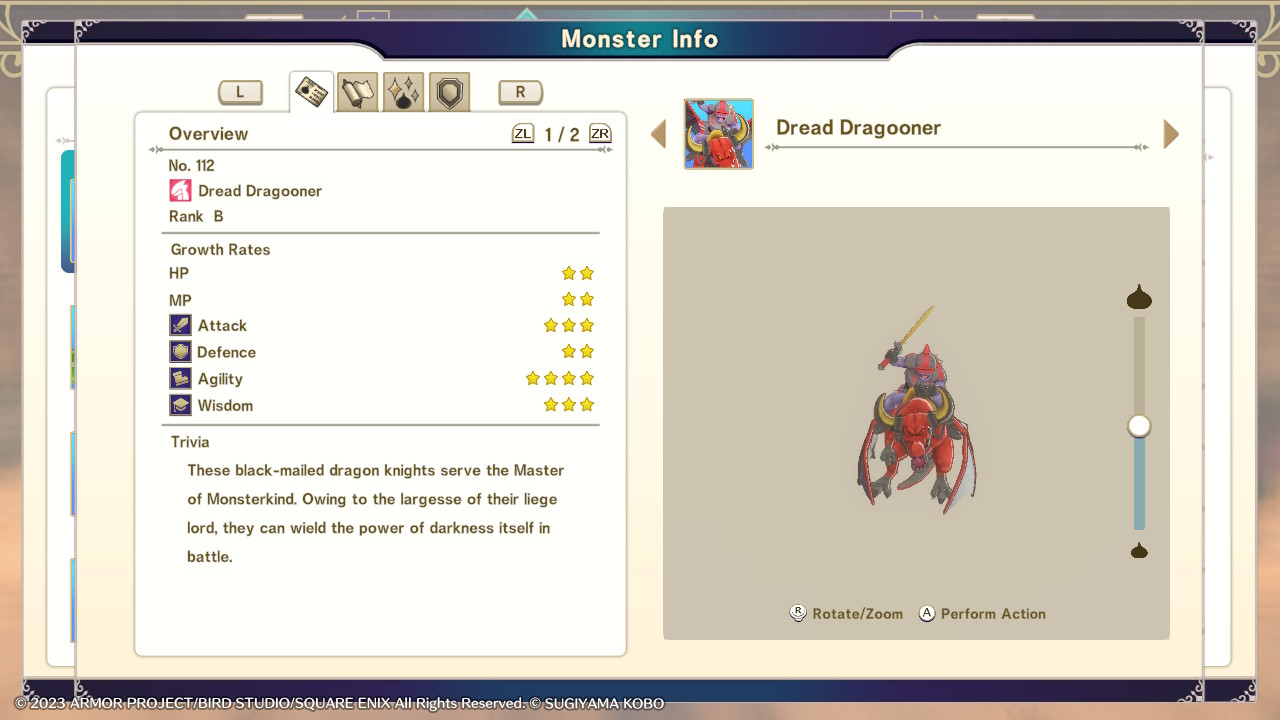 Monster Info
L
R
Overview
ZL 1 / 2 ZR
No. 112
Dread Dragooner
Rank B
Growth Rates
HP
MP
Attack
Defence
Agility
Wisdom
Trivia
These black-mailed dragon knights serve the Master
of Monsterkind. Owing to the largesse of their liege
lord, they can wield the power of darkness itself in
battle.
Dread Dragooner
R Rotate/Zoom A Perform Action
© 2023 ARMOR PROJECT/BIRD STUDIO/SQUARE ENIX All Rights Reserved. © SUGIYAMA KOBO